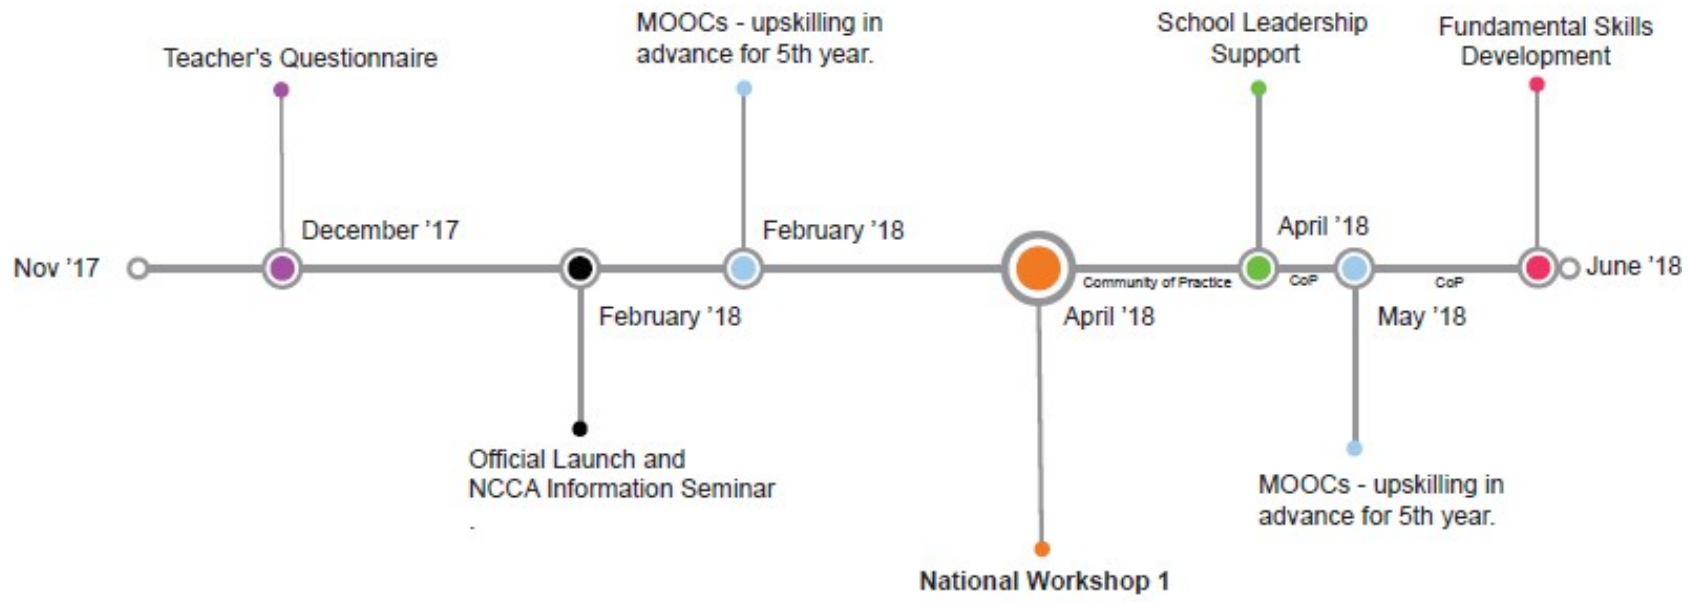 MOOCs - upskilling in
advance for 5th year.
School Leadership
Support
Fundamental Skills
Development
Teacher's Questionnaire
December ’17
February ’18
April ’18
Nov ’17
June ’18
Community of Practice
CoP
CoP
February ’18
April ’18
May ’18
Official Launch and
NCCA Information Seminar
.
MOOCs - upskilling in
advance for 5th year.
National Workshop 1